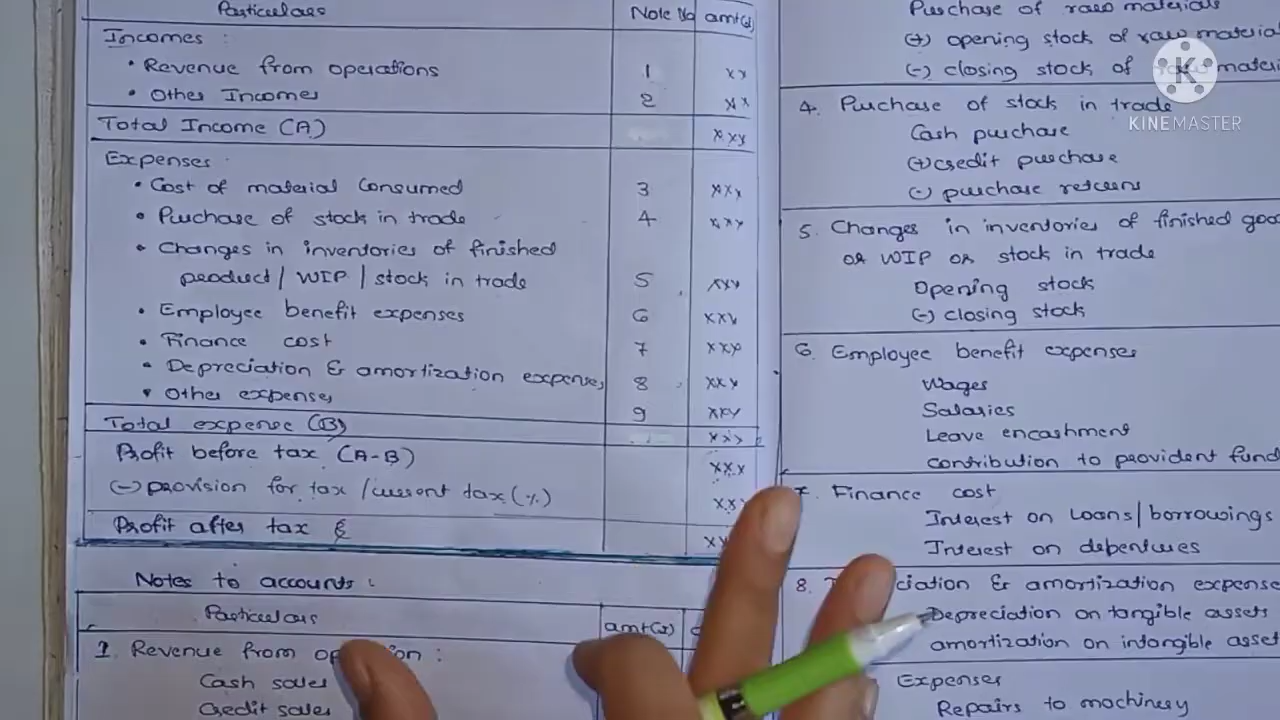 Particulars Note No amt(₹)
Incomes :
• Revenue from operations 1 xx
• Other Incomes 2 xx
Total Income (A) xxx
Expenses :
• Cost of material Consumed 3 xxx
• Purchase of stock in trade 4 xxx
• Changes in inventories of finished
product / WIP / stock in trade 5 xxx
• Employee benefit expenses 6 xxx
• Finance cost 7 xxx
• Depreciation & amortization expenses 8 xxx
• Other expenses 9 xxx
Total expense (B) xxx
Profit before tax (A-B) xxx
(-) provision for tax / current tax (%) xxx
Profit after tax
Notes to accounts :
Particulars amt(₹)
1. Revenue from
Cash sales
Credit sales
Purchase of raw materials
(+) opening stock of raw material
(-) closing stock of raw
4. Purchase of stock in trade
Cash purchase
(+) credit purchase
(-) purchase returns
5. Changes in inventories of finished
or WIP or stock in trade
Opening stock
(-) closing stock
6. Employee benefit expenses
Wages
Salaries
Leave encashment
Contribution to provident fund
7. Finance cost
Interest on Loans/borrowings
Interest on debentures
8. & amortization expense
Depreciation on tangible assets
amortization on intangible asset
Expenses
Repairs to machinery
K
KINEMASTER